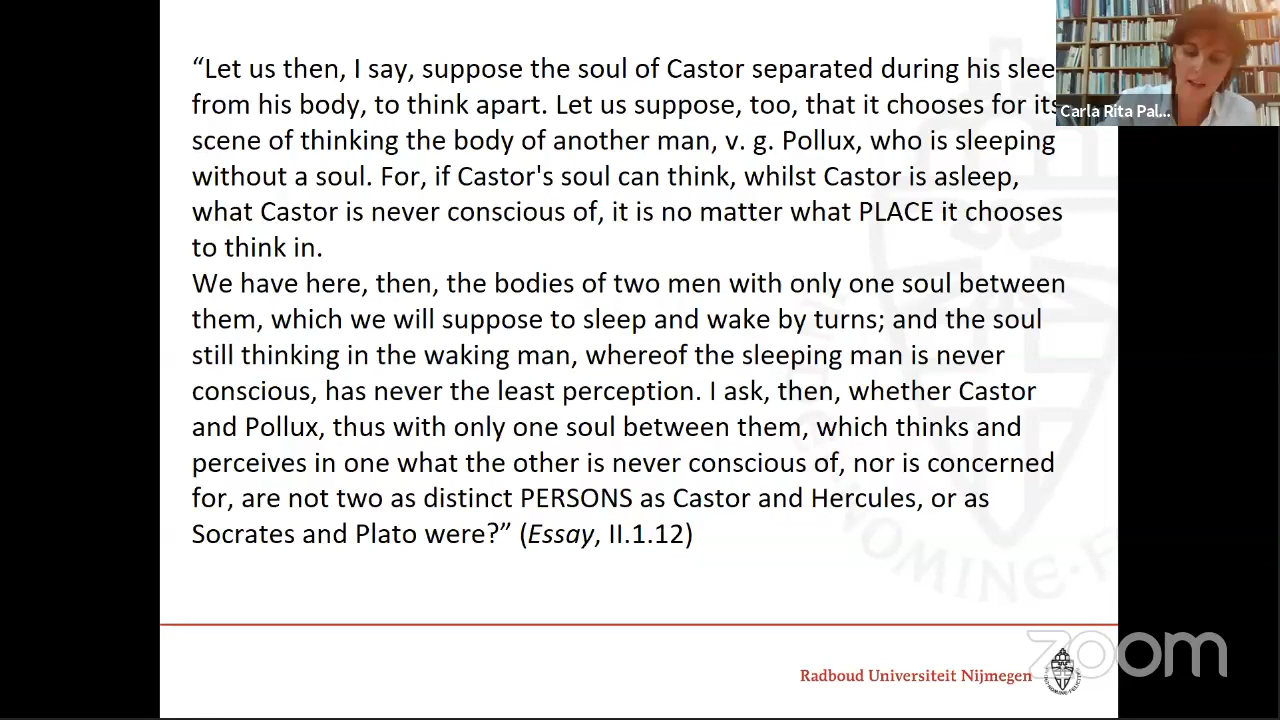 “Let us then, I say, suppose the soul of Castor separated during his slee
from his body, to think apart. Let us suppose, too, that it chooses for its
scene of thinking the body of another man, v. g. Pollux, who is sleeping
without a soul. For, if Castor's soul can think, whilst Castor is asleep,
what Castor is never conscious of, it is no matter what PLACE it chooses
to think in.
We have here, then, the bodies of two men with only one soul between
them, which we will suppose to sleep and wake by turns; and the soul
still thinking in the waking man, whereof the sleeping man is never
conscious, has never the least perception. I ask, then, whether Castor
and Pollux, thus with only one soul between them, which thinks and
perceives in one what the other is never conscious of, nor is concerned
for, are not two as distinct PERSONS as Castor and Hercules, or as
Socrates and Plato were?” (Essay, II.1.12)
Carla Rita Pal...
NOMINE
Radboud Universiteit Nijmegen
zoom